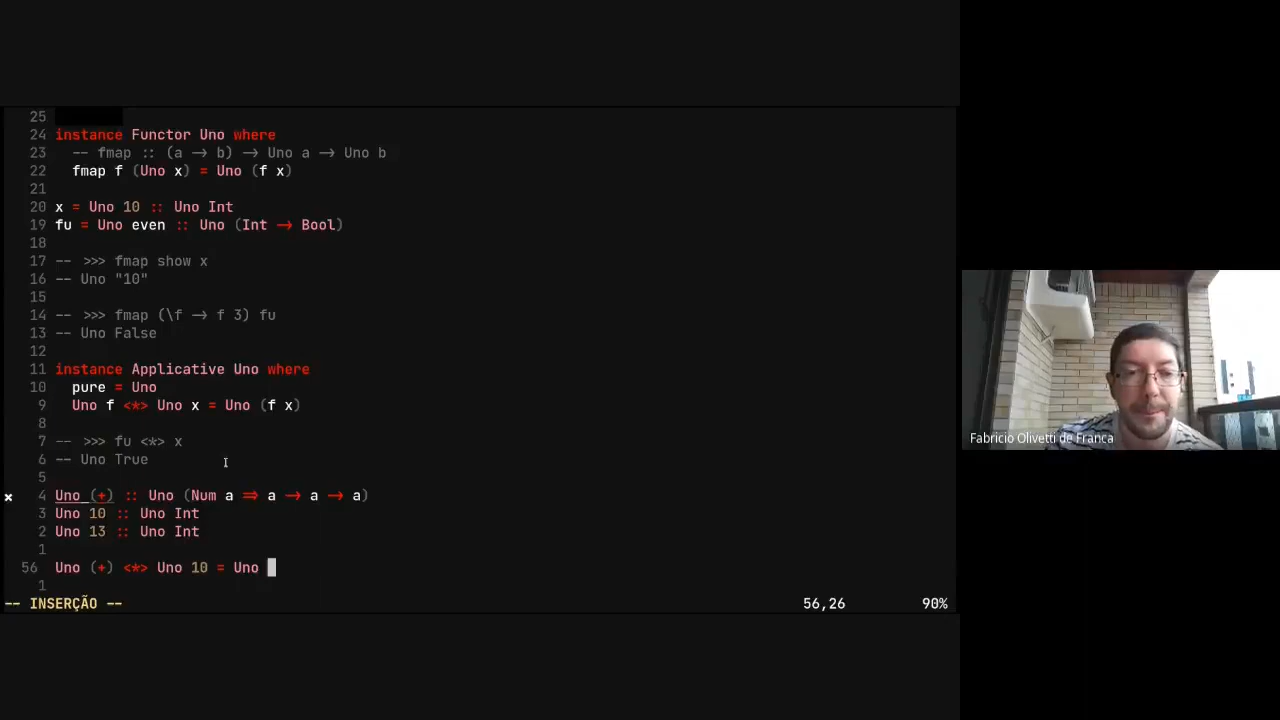 25
24 instance Functor Uno where
23   -- fmap :: (a → b) → Uno a → Uno b
22   fmap f (Uno x) = Uno (f x)
21
20 x = Uno 10 :: Uno Int
19 fu = Uno even :: Uno (Int → Bool)
18
17 -- >>> fmap show x
16 -- Uno "10"
15
14 -- >>> fmap (\f → f 3) fu
13 -- Uno False
12
11 instance Applicative Uno where
10   pure = Uno
9   Uno f <*> Uno x = Uno (f x)
8
7 -- >>> fu <*> x
6 -- Uno True
5
× 4 Uno (+) :: Uno (Num a ⇒ a → a → a)
3 Uno 10 :: Uno Int
2 Uno 13 :: Uno Int
1
56 Uno (+) <*> Uno 10 = Uno
1
-- INSERÇÃO -- 56,26 90%
Fabrício Olivetti de França